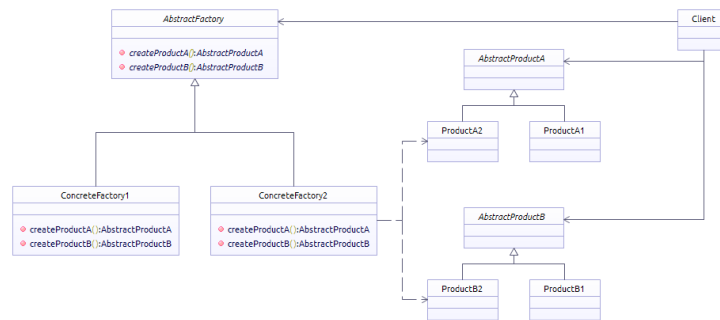 AbstractFactory
createProductA():AbstractProductA
createProductB():AbstractProductB
Client
AbstractProductA
ProductA2
ProductA1
ConcreteFactory1
createProductA():AbstractProductA
createProductB():AbstractProductB
ConcreteFactory2
createProductA():AbstractProductA
createProductB():AbstractProductB
AbstractProductB
ProductB2
ProductB1